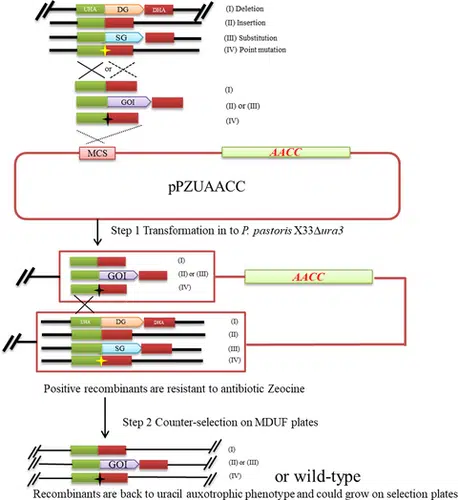 UHA DG DHA (I) Deletion
(II) Insertion
SG (III) Substitution
(IV) Point mutation
or
(I)
GOI (II) or (III)
(IV)
MCS AACC
pPZUAACC
Step 1 Transformation in to P. pastoris X33Δura3
(I)
GOI (II) or (III)
(IV)
AACC
UHA DG DHA (I)
(II)
SG (III)
(IV)
Positive recombinants are resistant to antibiotic Zeocine
Step 2 Counter-selection on MDUF plates
(I)
GOI (II) or (III)
(IV)
or wild-type
Recombinants are back to uracil auxotrophic phenotype and could grow on selection plates